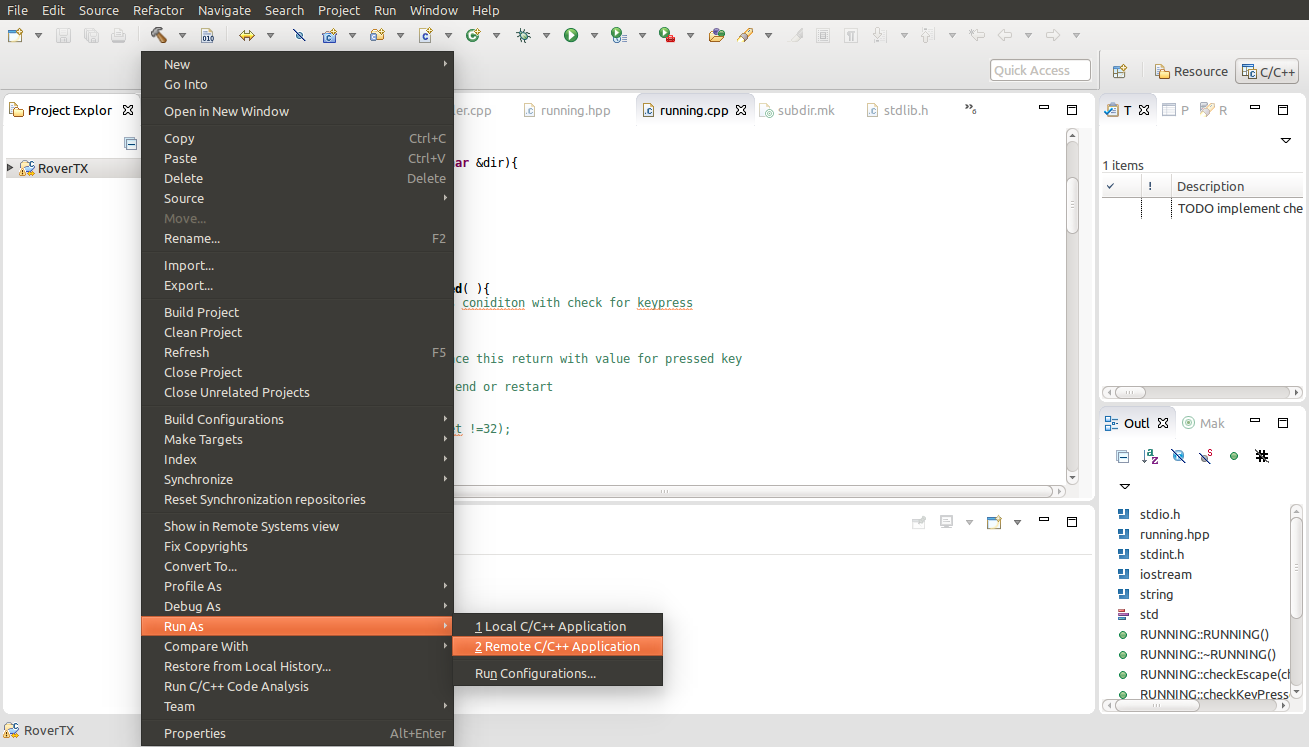 File Edit Source Refactor Navigate Search Project Run Window Help
Quick Access
Resource
C/C++
Project Explor
RoverTX
New
Go Into
Open in New Window
Copy Ctrl+C
Paste Ctrl+V
Delete Delete
Source
Move...
Rename... F2
Import...
Export...
Build Project
Clean Project
Refresh F5
Close Project
Close Unrelated Projects
Build Configurations
Make Targets
Index
Synchronize
Reset Synchronization repositories
Show in Remote Systems view
Fix Copyrights
Convert To...
Profile As
Debug As
Run As
Compare With
Restore from Local History...
Run C/C++ Code Analysis
Team
Properties Alt+Enter
1 Local C/C++ Application
2 Remote C/C++ Application
Run Configurations...
er.cpp running.hpp running.cpp subdir.mk stdlib.h »6
ar &dir){
ed( ){
coniditon with check for keypress
ce this return with value for pressed key
end or restart
t !=32);
T P R
1 items
! Description
TODO implement che
Outl Mak
stdio.h
running.hpp
stdint.h
iostream
string
std
RUNNING::RUNNING()
RUNNING::~RUNNING()
RUNNING::checkEscape(ch
RUNNING::checkKeyPress
RoverTX